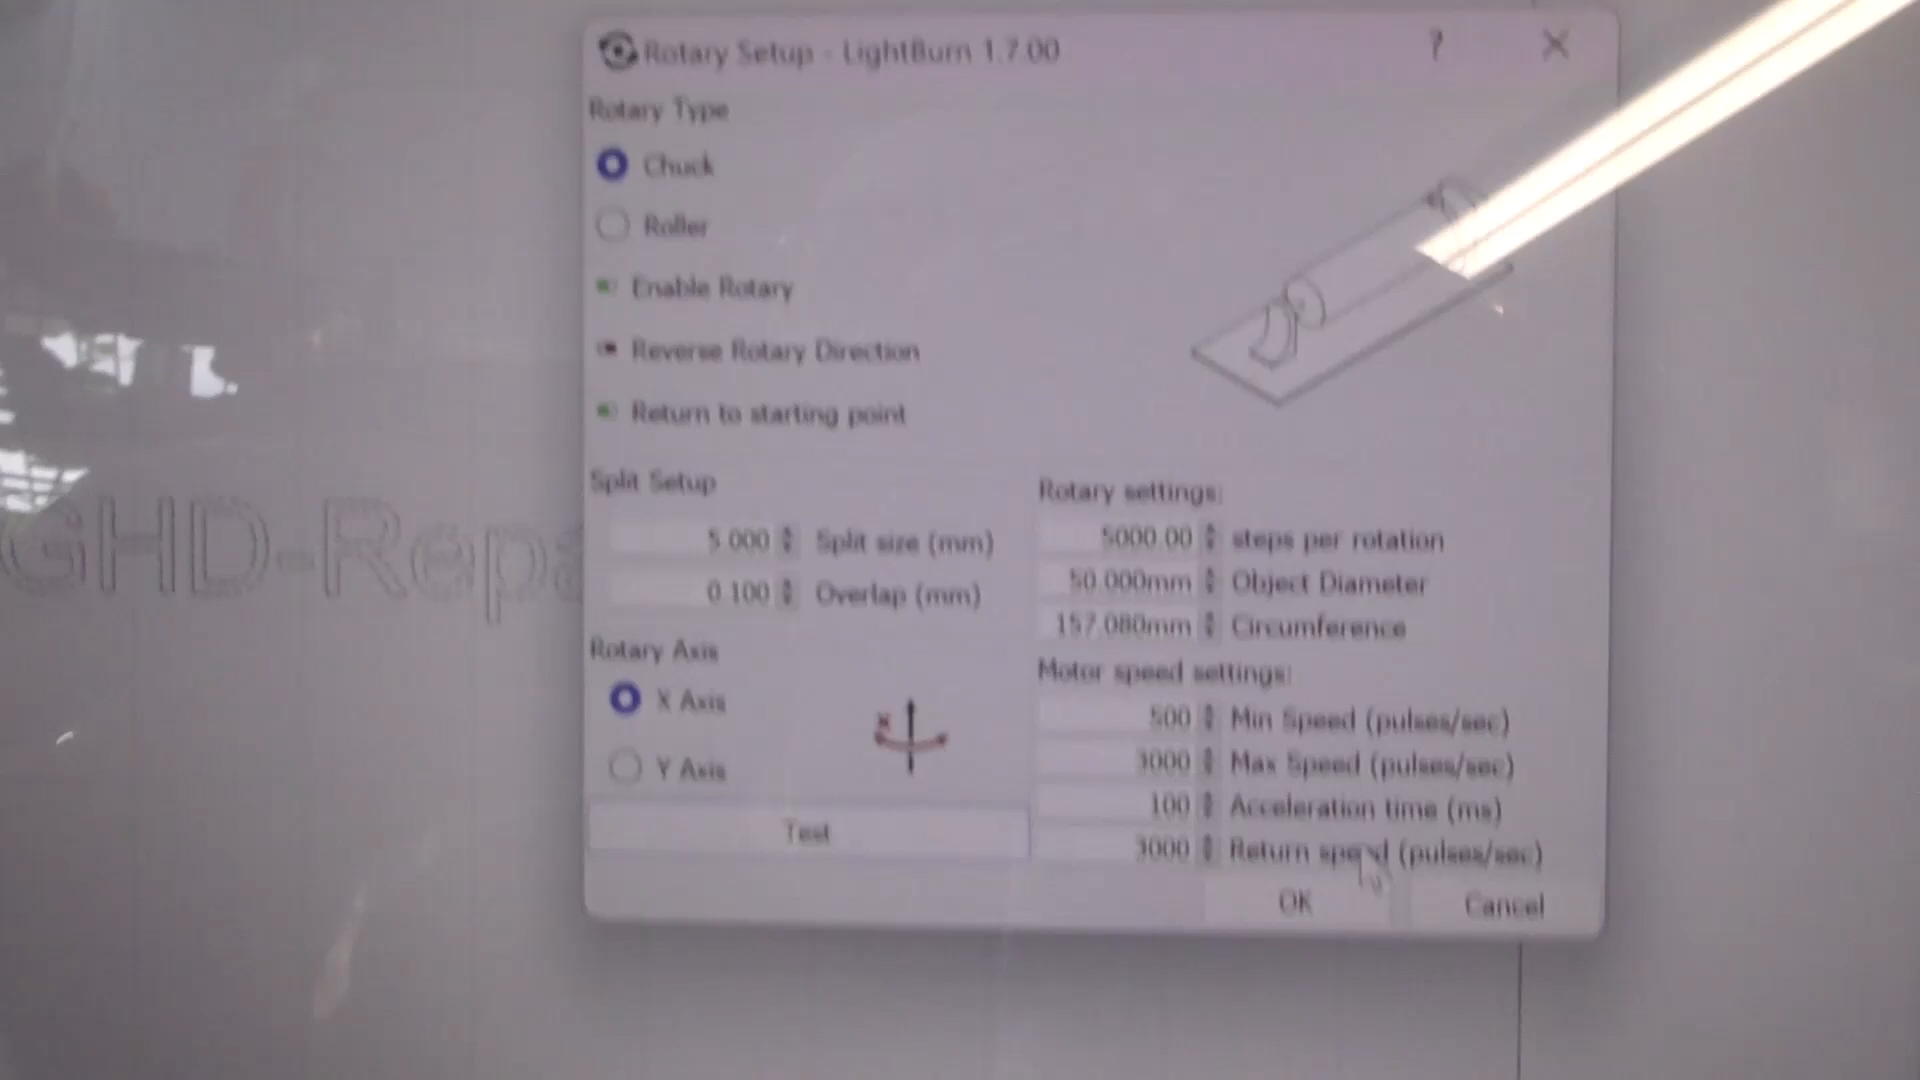 Rotary Setup - LightBurn 1.7.00 ?
Rotary Type
Chuck
Roller
Enable Rotary
Reverse Rotary Direction
Return to starting point
GHD-Repa
Split Setup
5.000 Split size (mm)
0.100 Overlap (mm)
Rotary Axis
X Axis
X
Y Axis
Test
Rotary settings:
5000.00 steps per rotation
50.000mm Object Diameter
157.080mm Circumference
Motor speed settings:
500 Min Speed (pulses/sec)
3000 Max Speed (pulses/sec)
100 Acceleration time (ms)
3000 Return speed (pulses/sec)
OK Cancel